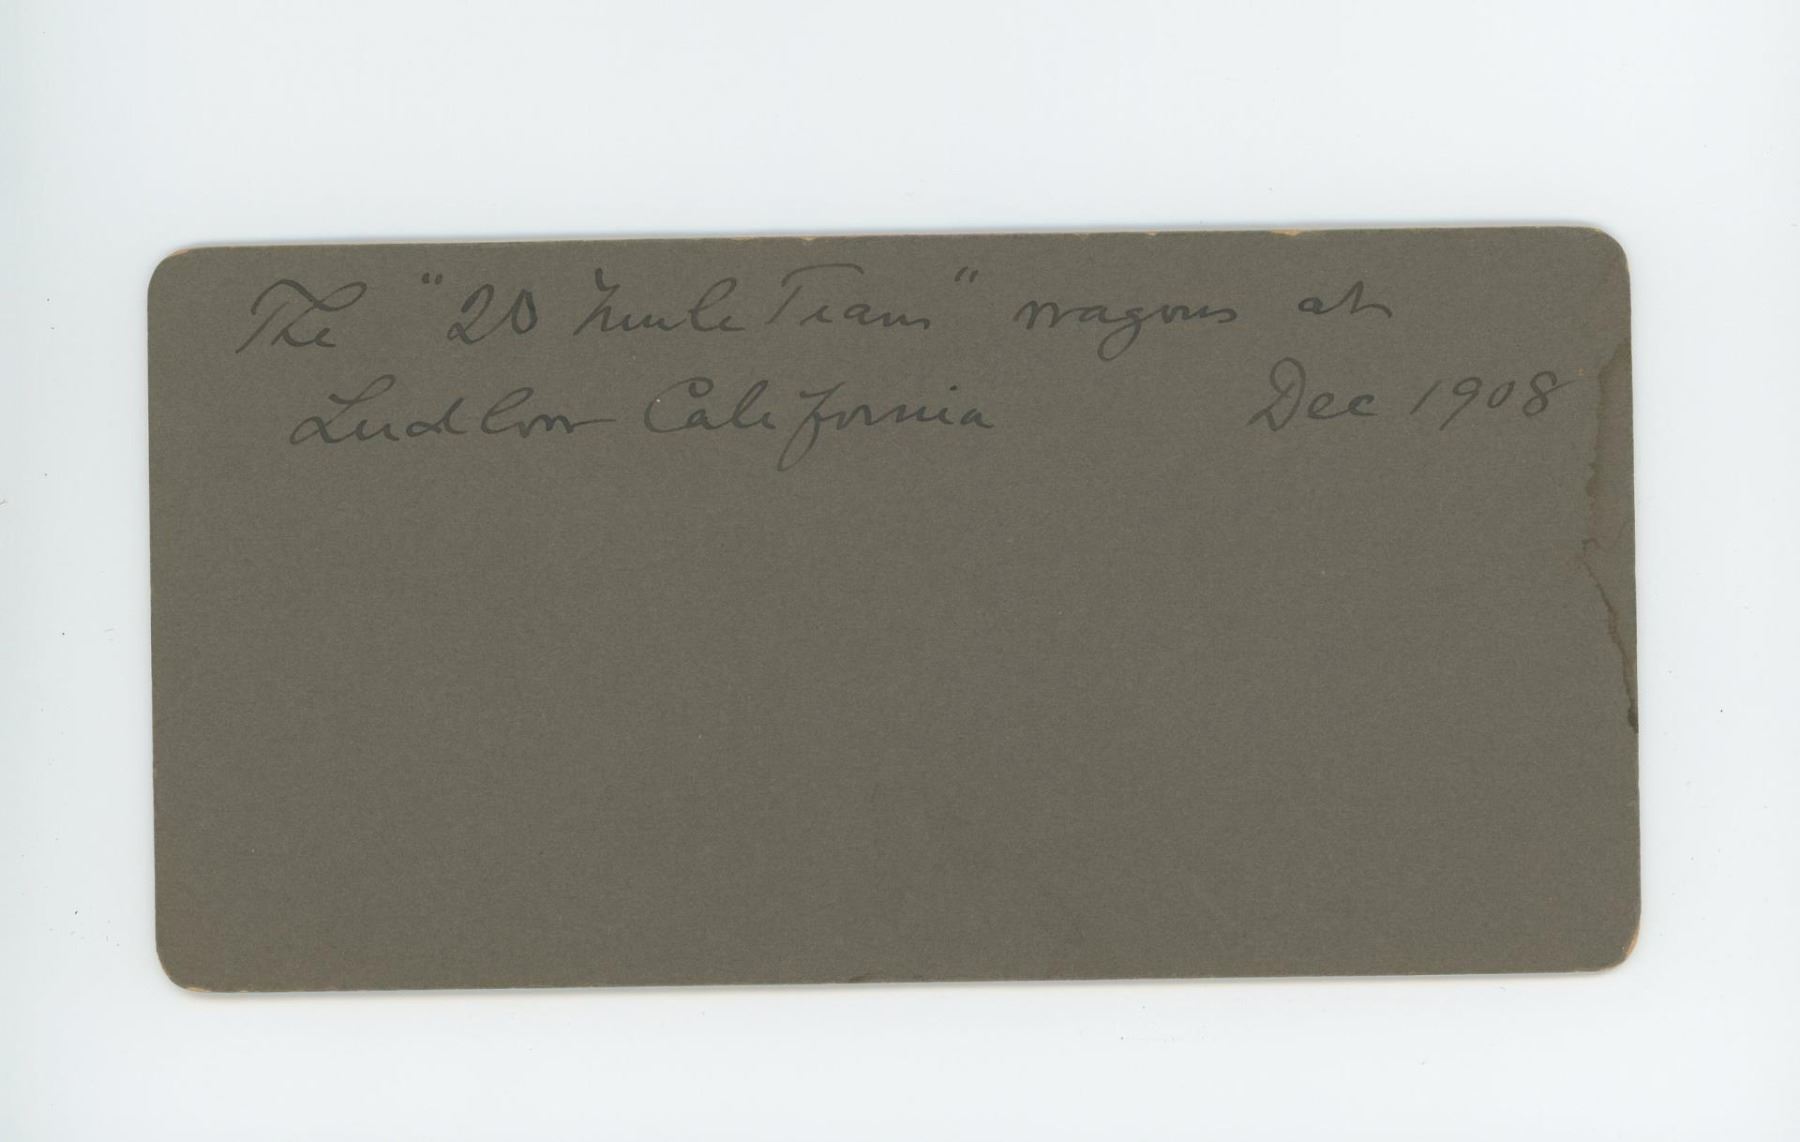 The "20 Mule Team" wagons at
Ludlow California Dec 1908